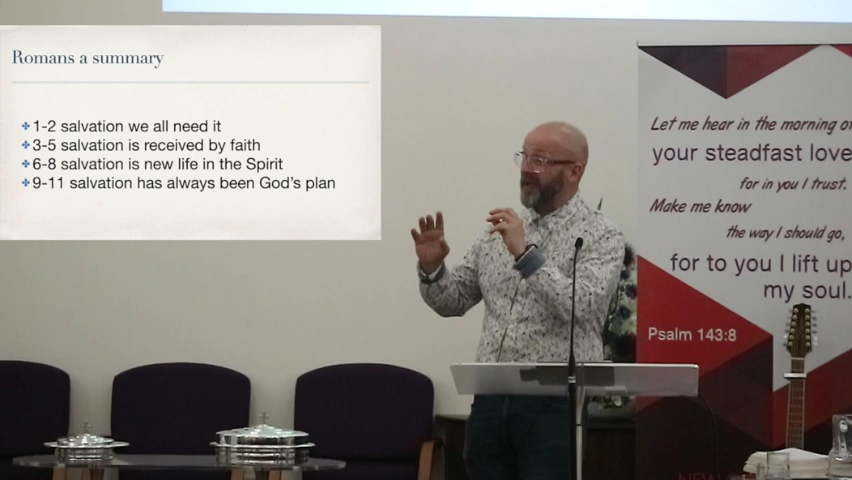 Romans a summary
1-2 salvation we all need it
3-5 salvation is received by faith
6-8 salvation is new life in the Spirit
9-11 salvation has always been God's plan
Let me hear in the morning of
your steadfast love
for in you I trust.
Make me know
the way I should go,
for to you I lift up
my soul.
Psalm 143:8